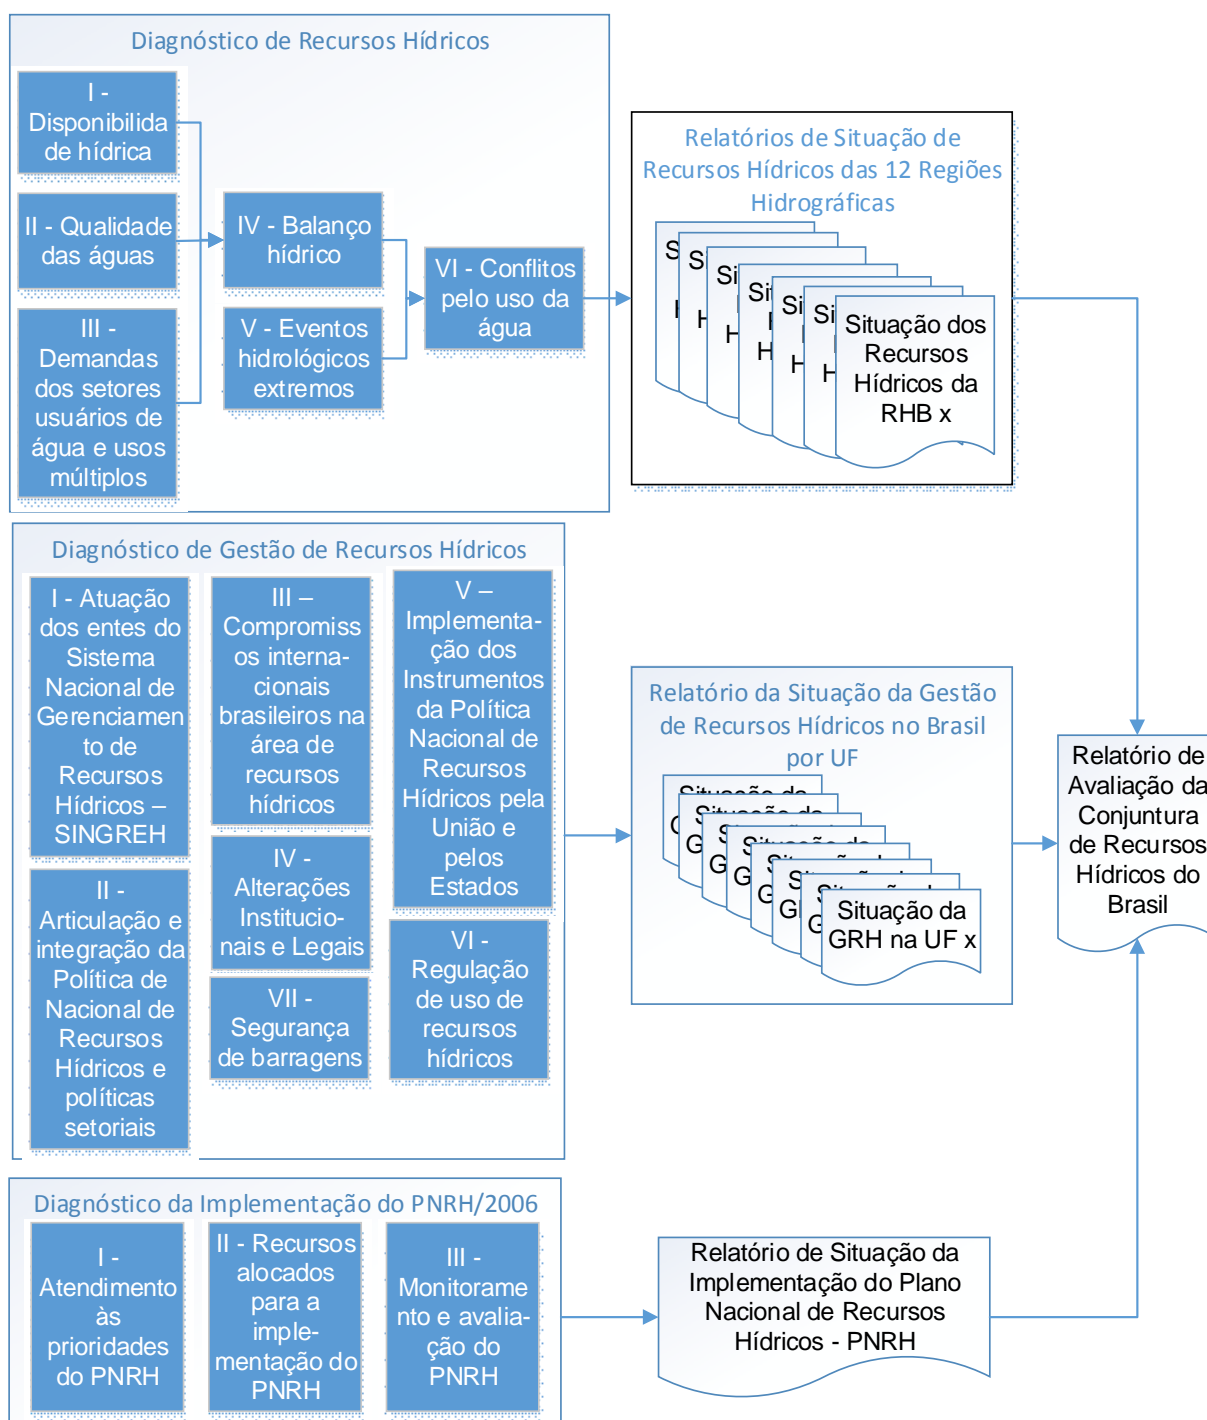 Diagnóstico de Recursos Hídricos
I -
Disponibilida
de hídrica
II - Qualidade
das águas
III -
Demandas
dos setores
usuários de
água e usos
múltiplos
IV - Balanço
hídrico
V - Eventos
hidrológicos
extremos
VI - Conflitos
pelo uso da
água
Relatórios de Situação de
Recursos Hídricos das 12 Regiões
Hidrográficas
Situação dos
Recursos
Hídricos da
RHB x
Diagnóstico de Gestão de Recursos Hídricos
I - Atuação
dos entes do
Sistema
Nacional de
Gerenciamen
to de
Recursos
Hídricos –
SINGREH
II -
Articulação e
integração da
Política de
Nacional de
Recursos
Hídricos e
políticas
setoriais
III –
Compromiss
os interna-
cionais
brasileiros na
área de
recursos
hídricos
IV -
Alterações
Institucio-
nais e Legais
VII -
Segurança
de barragens
V –
Implementa-
ção dos
Instrumentos
da Política
Nacional de
Recursos
Hídricos pela
União e
pelos
Estados
VI -
Regulação
de uso de
recursos
hídricos
Relatório da Situação da Gestão
de Recursos Hídricos no Brasil
por UF
Situação da
Situação da
Situação da
GRH na UF x
Relatório de
Avaliação da
Conjuntura
de Recursos
Hídricos do
Brasil
Diagnóstico da Implementação do PNRH/2006
I -
Atendimento
às
prioridades
do PNRH
II - Recursos
alocados
para a
imple-
mentação do
PNRH
III -
Monitorame
nto e avalia-
ção do
PNRH
Relatório de Situação da
Implementação do Plano
Nacional de Recursos
Hídricos - PNRH